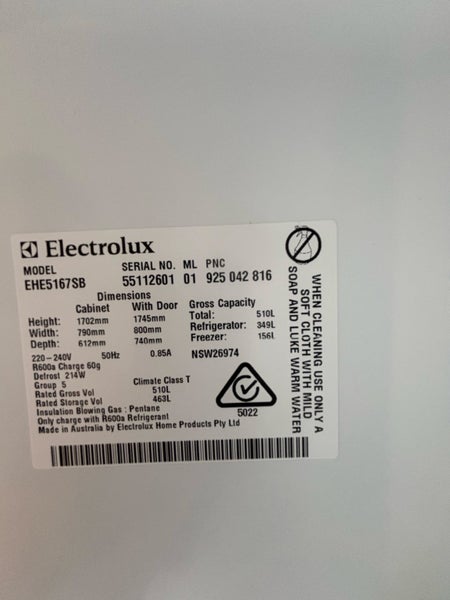 Electrolux
MODEL SERIAL NO. ML PNC
EHE5167SB 55112601 01 925 042 816
Dimensions
Cabinet With Door Gross Capacity
Height: 1702mm 1745mm Total: 510L
Width: 790mm 800mm Refrigerator: 349L
Depth: 612mm 740mm Freezer: 156L
220-240V 50Hz 0.85A NSW26974
R600a Charge 60g
Defrost 214W
Group 5 Climate Class T
Rated Gross Vol 510L
Rated Storage Vol 463L
Insulation Blowing Gas : Pentane
Only charge with R600a Refrigerant
Made in Australia by Electrolux Home Products Pty Ltd
5022
WHEN CLEANING USE ONLY A
SOFT CLOTH WITH MILD
SOAP AND LUKE WARM WATER